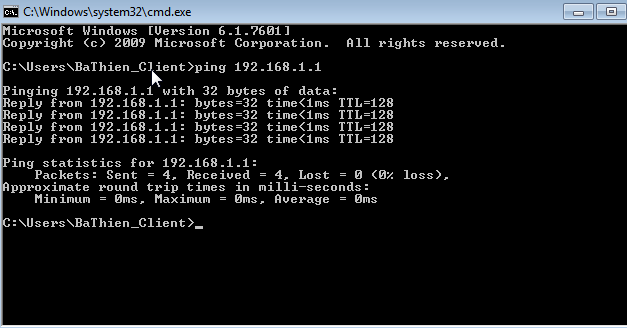 C:\Windows\system32\cmd.exe
Microsoft Windows [Version 6.1.7601]
Copyright (c) 2009 Microsoft Corporation.  All rights reserved.
C:\Users\BaThien_Client>ping 192.168.1.1
Pinging 192.168.1.1 with 32 bytes of data:
Reply from 192.168.1.1: bytes=32 time<1ms TTL=128
Reply from 192.168.1.1: bytes=32 time<1ms TTL=128
Reply from 192.168.1.1: bytes=32 time<1ms TTL=128
Reply from 192.168.1.1: bytes=32 time<1ms TTL=128
Ping statistics for 192.168.1.1:
    Packets: Sent = 4, Received = 4, Lost = 0 (0% loss),
Approximate round trip times in milli-seconds:
    Minimum = 0ms, Maximum = 0ms, Average = 0ms
C:\Users\BaThien_Client>_